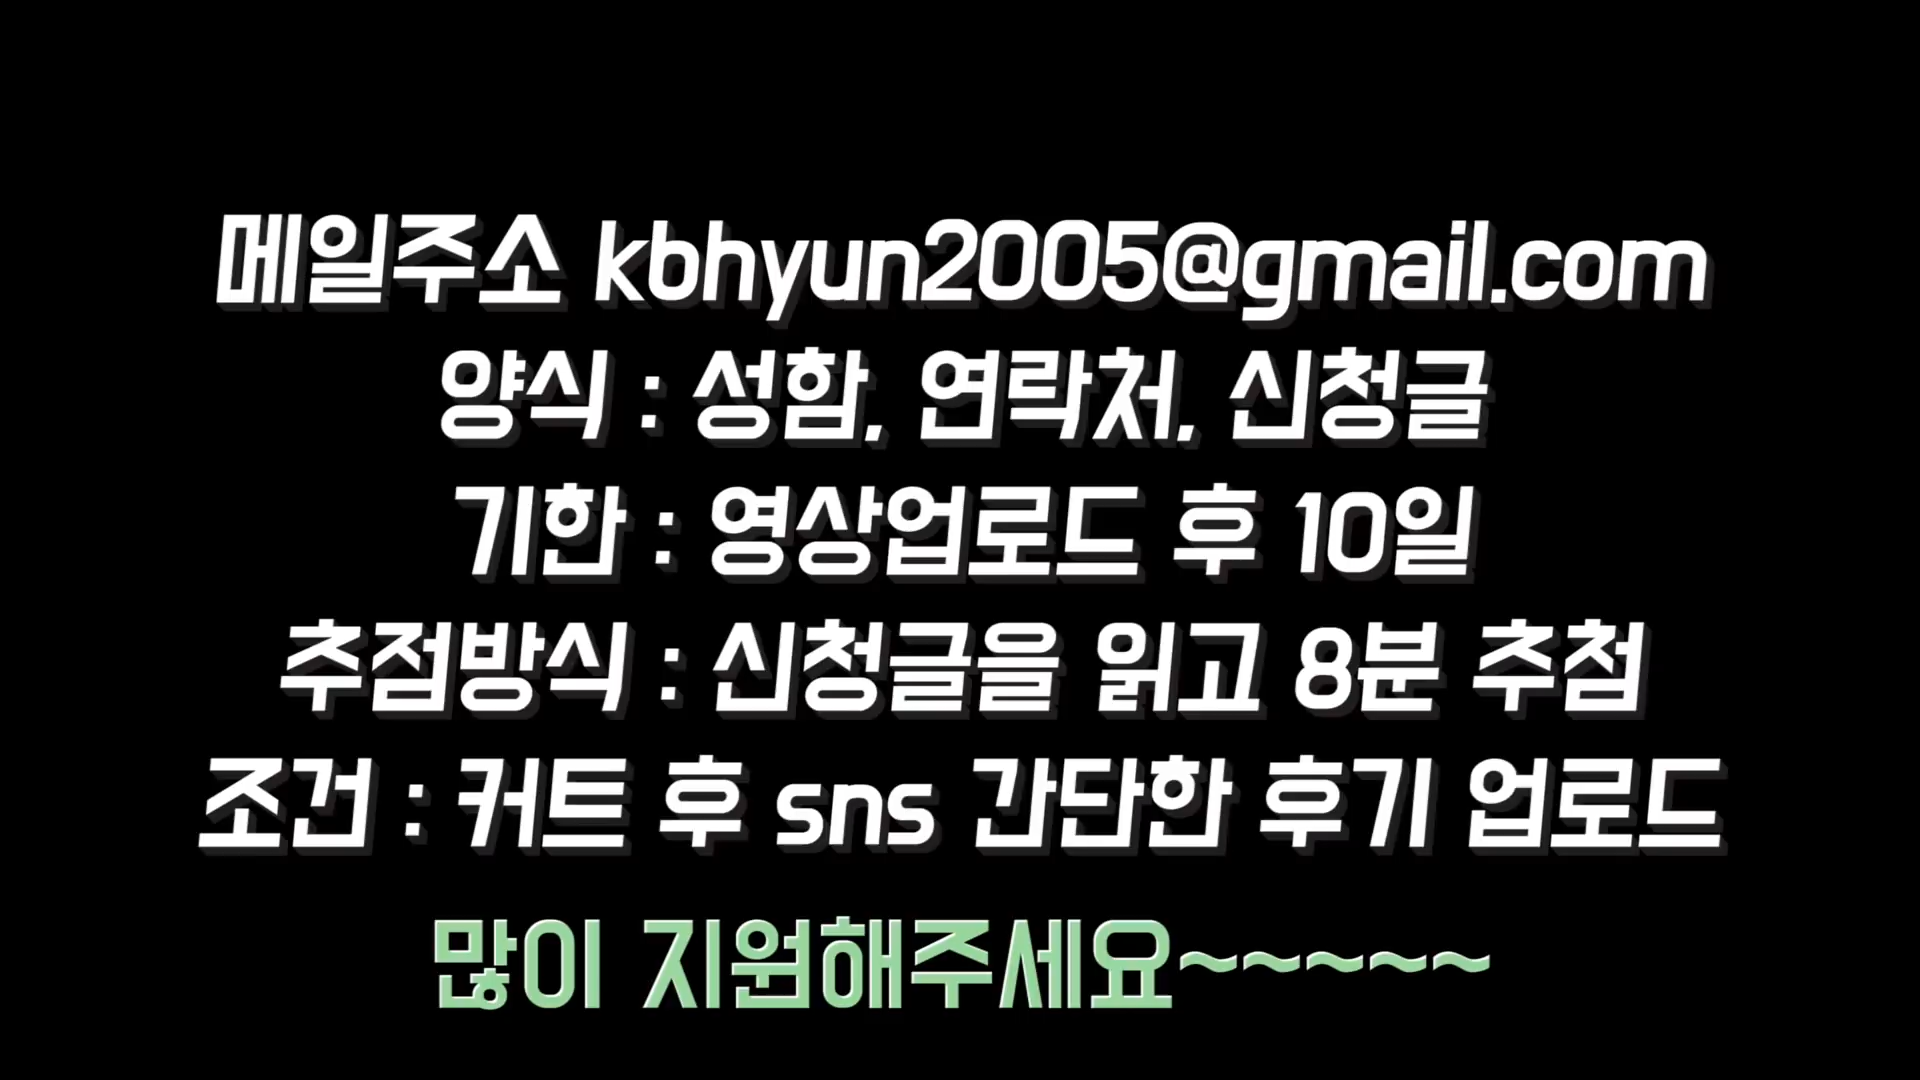 메일주소 kbhyun2005@gmail.com
양식 : 성함, 연락처, 신청글
기한 : 영상업로드 후 10일
추점방식 : 신청글을 읽고 8분 추첨
조건 : 커트 후 sns 간단한 후기 업로드
많이 지원해주세요~~~~~